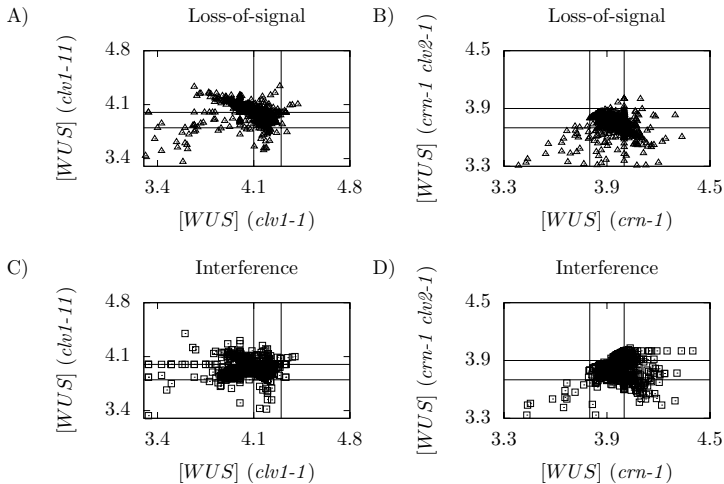 A)
Loss-of-signal
[WUS] (clv1-11)
4.8
4.1
3.4
3.4 4.1 4.8
[WUS] (clv1-1)
B)
Loss-of-signal
[WUS] (crn-1 clv2-1)
4.5
3.9
3.3
3.3 3.9 4.5
[WUS] (crn-1)
C)
Interference
[WUS] (clv1-11)
4.8
4.1
3.4
3.4 4.1 4.8
[WUS] (clv1-1)
D)
Interference
[WUS] (crn-1 clv2-1)
4.5
3.9
3.3
3.3 3.9 4.5
[WUS] (crn-1)